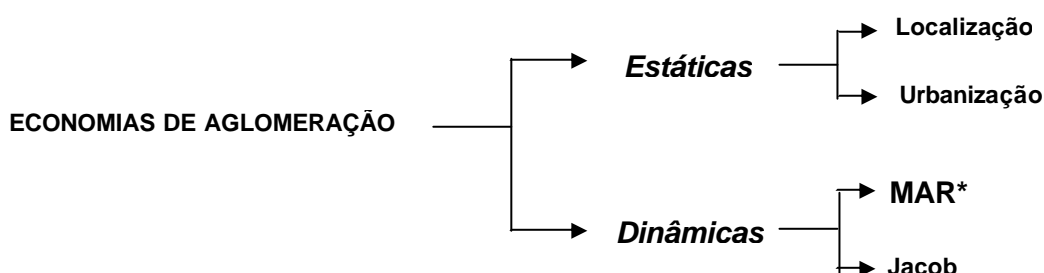 Localização
Estáticas
Urbanização
ECONOMIAS DE AGLOMERAÇÃO
MAR*
Dinâmicas
Jacob